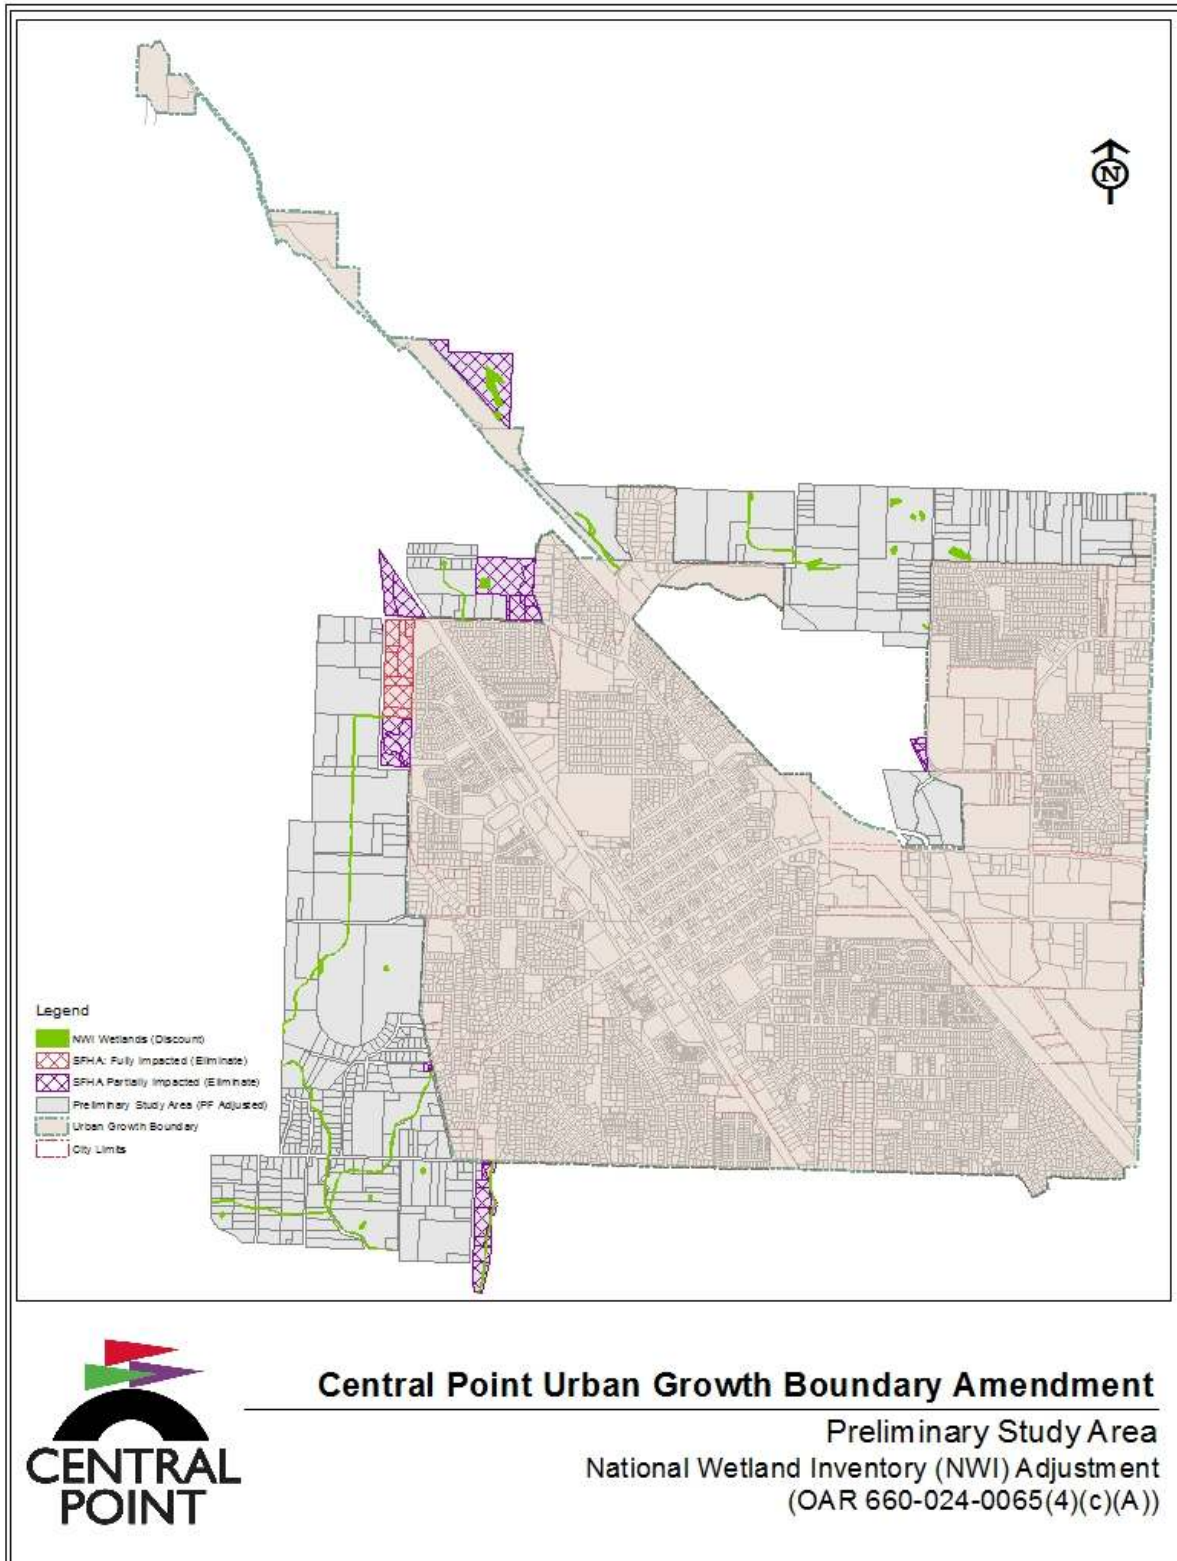 N
Legend
NWI Wetlands (Discount)
SFHA: Fully Impacted (Eliminate)
SFHA Partially Impacted (Eliminate)
Preliminary Study Area (PF Adjusted)
Urban Growth Boundary
City Limits
CENTRAL
POINT
Central Point Urban Growth Boundary Amendment
Preliminary Study Area
National Wetland Inventory (NWI) Adjustment
(OAR 660-024-0065(4)(c)(A))